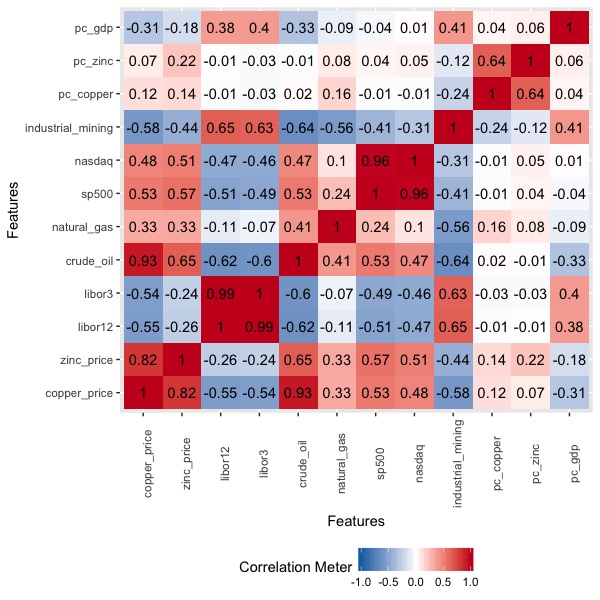 pc_gdp -0.31 -0.18 0.38 0.4 -0.33 -0.09 -0.04 0.01 0.41 0.04 0.06 1
pc_zinc 0.07 0.22 -0.01 -0.03 -0.01 0.08 0.04 0.05 -0.12 0.64 1 0.06
pc_copper 0.12 0.14 -0.01 -0.03 0.02 0.16 -0.01 -0.01 -0.24 1 0.64 0.04
industrial_mining -0.58 -0.44 0.65 0.63 -0.64 -0.56 -0.41 -0.31 1 -0.24 -0.12 0.41
nasdaq 0.48 0.51 -0.47 -0.46 0.47 0.1 0.96 1 -0.31 -0.01 0.05 0.01
sp500 0.53 0.57 -0.51 -0.49 0.53 0.24 1 0.96 -0.41 -0.01 0.04 -0.04
natural_gas 0.33 0.33 -0.11 -0.07 0.41 1 0.24 0.1 -0.56 0.16 0.08 -0.09
crude_oil 0.93 0.65 -0.62 -0.6 1 0.41 0.53 0.47 -0.64 0.02 -0.01 -0.33
libor3 -0.54 -0.24 0.99 1 -0.6 -0.07 -0.49 -0.46 0.63 -0.03 -0.03 0.4
libor12 -0.55 -0.26 1 0.99 -0.62 -0.11 -0.51 -0.47 0.65 -0.01 -0.01 0.38
zinc_price 0.82 1 -0.26 -0.24 0.65 0.33 0.57 0.51 -0.44 0.14 0.22 -0.18
copper_price 1 0.82 -0.55 -0.54 0.93 0.33 0.53 0.48 -0.58 0.12 0.07 -0.31
Features
copper_price zinc_price libor12 libor3 crude_oil natural_gas sp500 nasdaq industrial_mining pc_copper pc_zinc pc_gdp
Features
Correlation Meter
-1.0 -0.5 0.0 0.5 1.0